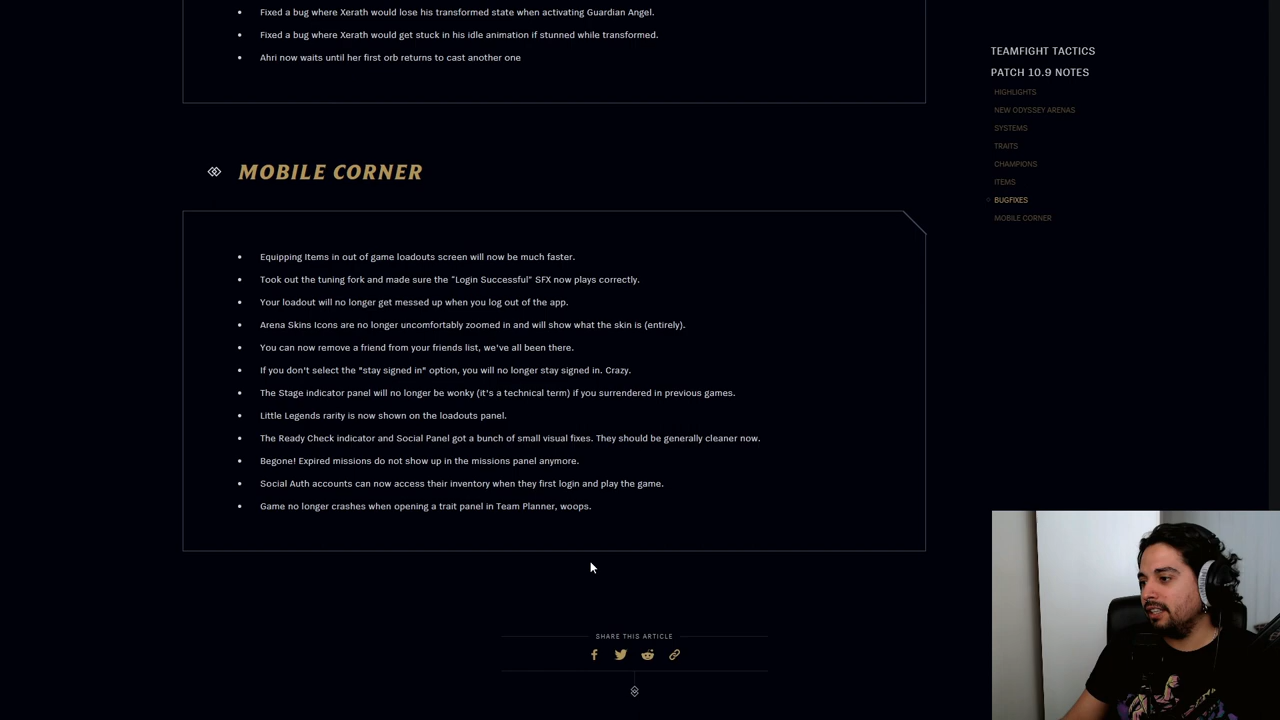 Fixed a bug where Xerath would lose his transformed state when activating Guardian Angel.
Fixed a bug where Xerath would get stuck in his idle animation if stunned while transformed.
Ahri now waits until her first orb returns to cast another one
MOBILE CORNER
Equipping Items in out of game loadouts screen will now be much faster.
Took out the tuning fork and made sure the "Login Successful" SFX now plays correctly.
Your loadout will no longer get messed up when you log out of the app.
Arena Skins Icons are no longer uncomfortably zoomed in and will show what the skin is (entirely).
You can now remove a friend from your friends list, we've all been there.
If you don't select the "stay signed in" option, you will no longer stay signed in. Crazy.
The Stage indicator panel will no longer be wonky (it's a technical term) if you surrendered in previous games.
Little Legends rarity is now shown on the loadouts panel.
The Ready Check indicator and Social Panel got a bunch of small visual fixes. They should be generally cleaner now.
Begone! Expired missions do not show up in the missions panel anymore.
Social Auth accounts can now access their inventory when they first login and play the game.
Game no longer crashes when opening a trait panel in Team Planner, woops.
SHARE THIS ARTICLE
TEAMFIGHT TACTICS
PATCH 10.9 NOTES
HIGHLIGHTS
NEW ODYSSEY ARENAS
SYSTEMS
TRAITS
CHAMPIONS
ITEMS
BUGFIXES
MOBILE CORNER